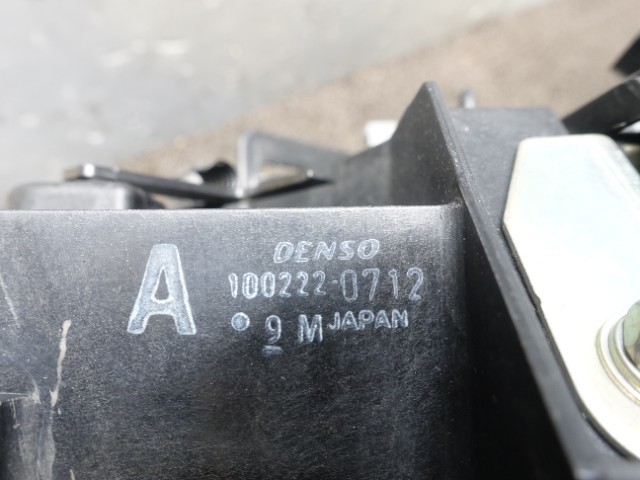 A
DENSO
100222-0712
• 9 M JAPAN